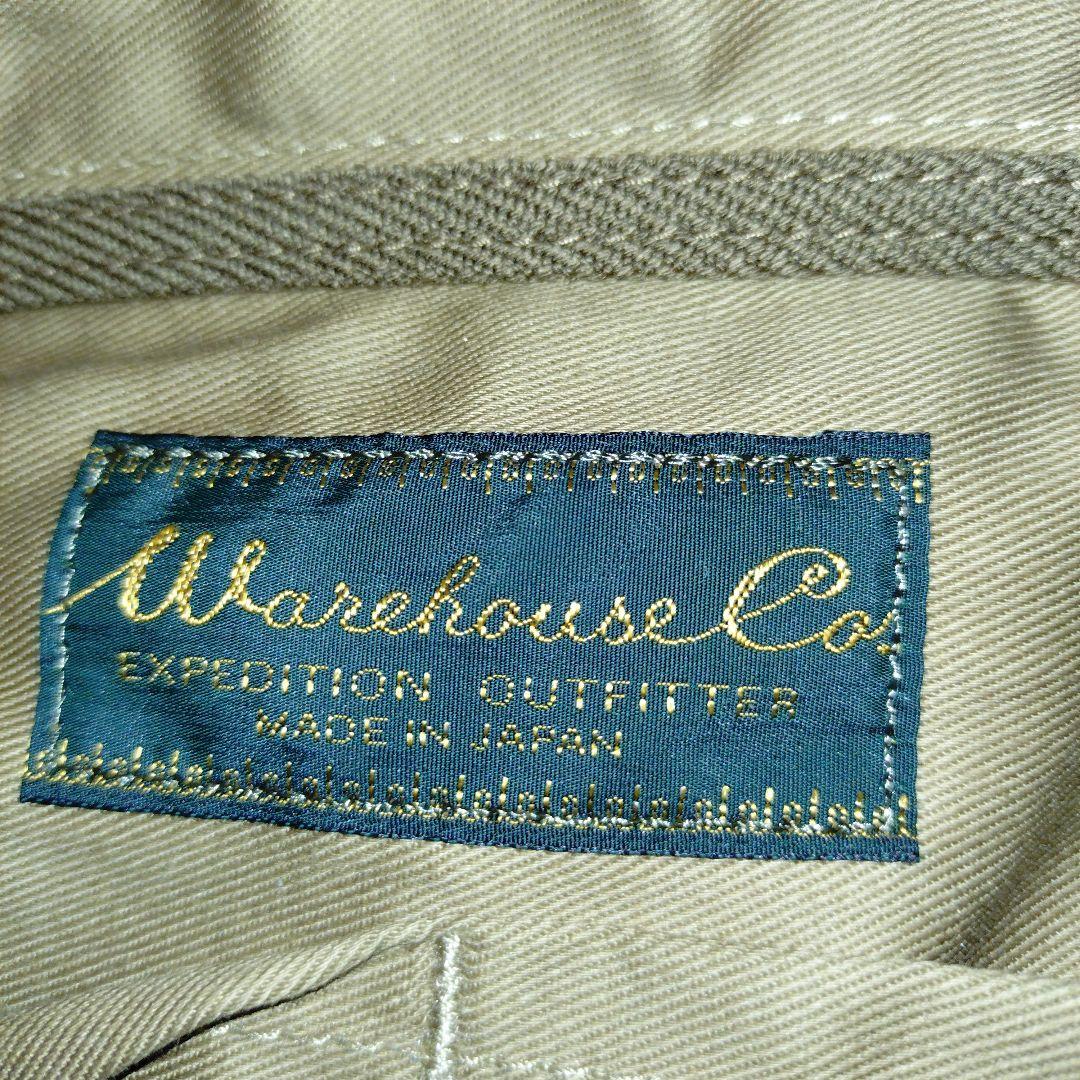 Warehouse Co.
EXPEDITION OUTFITTER
MADE IN JAPAN